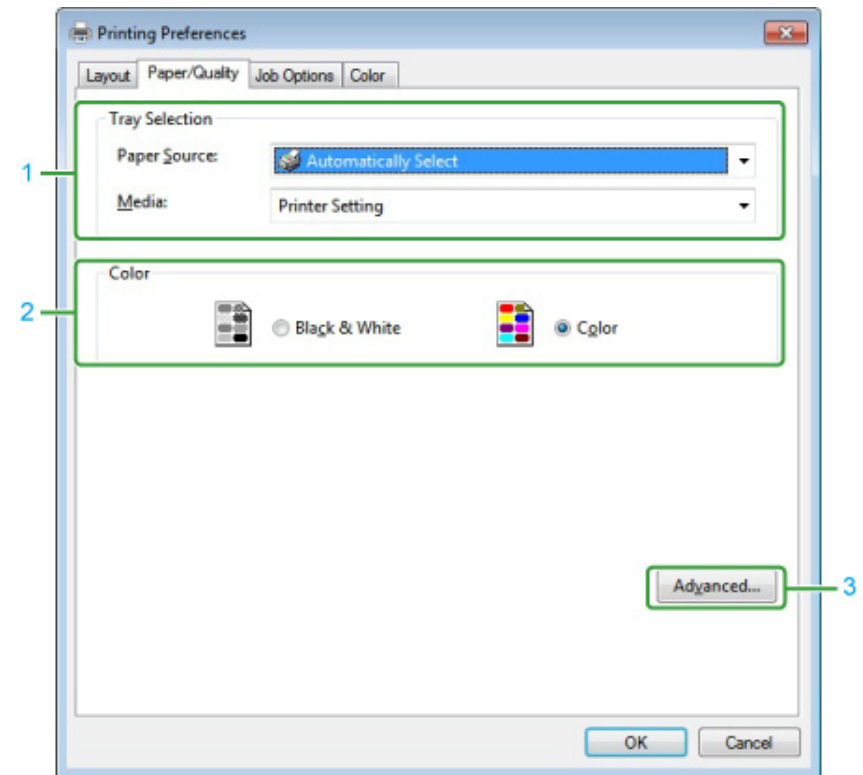 Printing Preferences
Layout Paper/Quality Job Options Color
Tray Selection
Paper Source: Automatically Select
1
Media: Printer Setting
Color
2
Black & White Color
Advanced... 3
OK Cancel